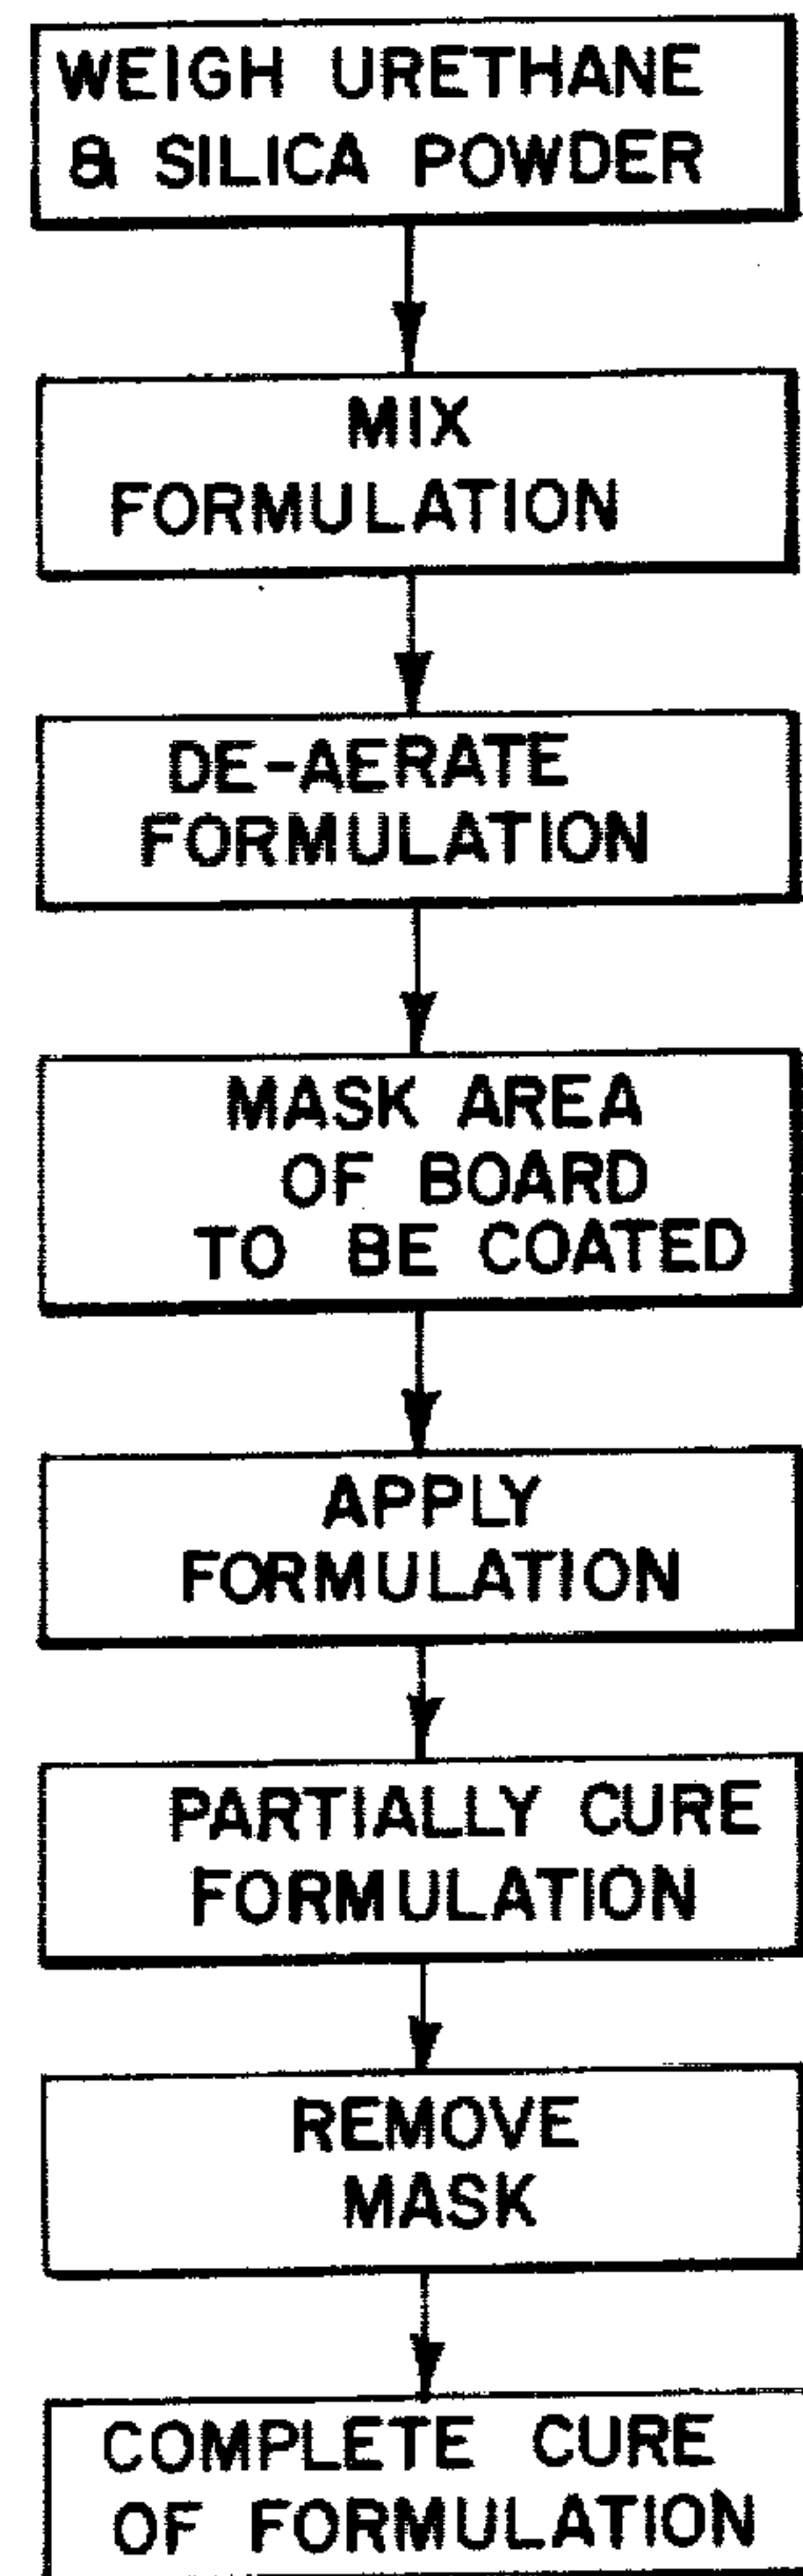 WEIGH URETHANE
& SILICA POWDER
MIX
FORMULATION
DE-AERATE
FORMULATION
MASK AREA
OF BOARD
TO BE COATED
APPLY
FORMULATION
PARTIALLY CURE
FORMULATION
REMOVE
MASK
COMPLETE CURE
OF FORMULATION